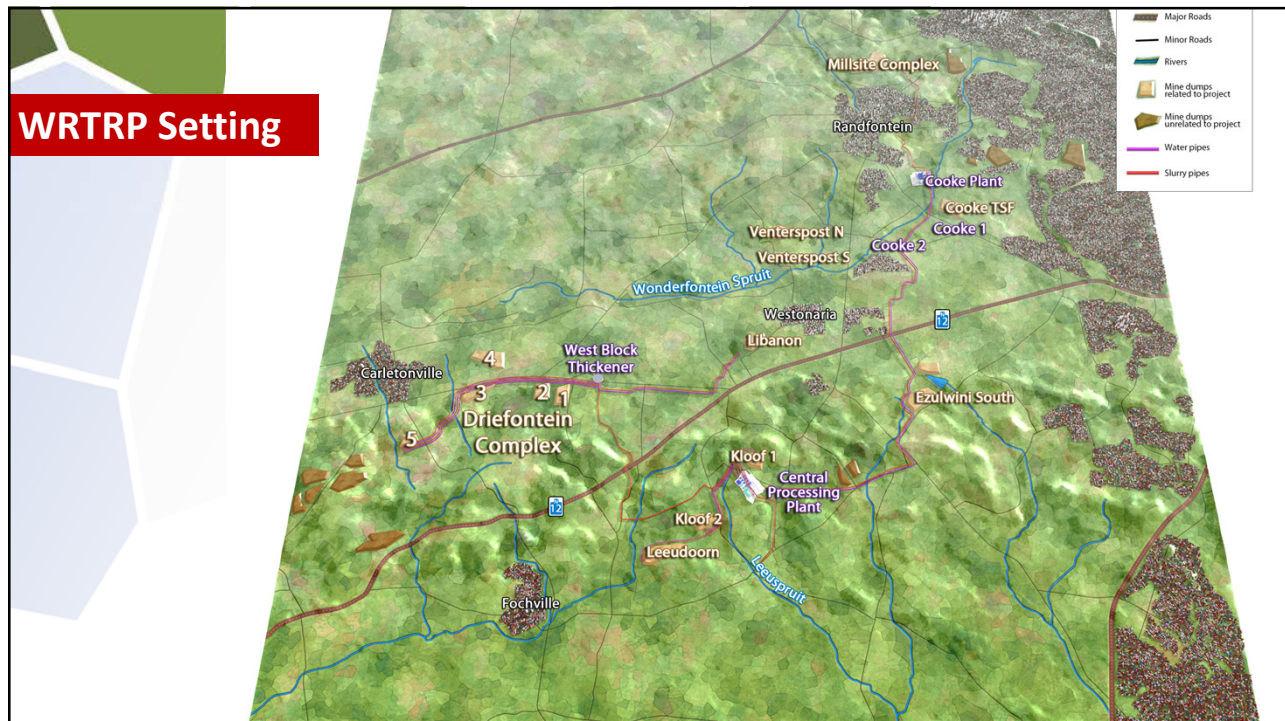 WRTRP Setting
Major Roads
Minor Roads
Rivers
Mine dumps
related to project
Mine dumps
unrelated to project
Water pipes
Slurry pipes
Millsite Complex
Randfontein
Cooke Plant
Cooke TSF
Cooke 1
Cooke 2
Venterspost N
Venterspost S
Wonderfontein Spruit
Westonaria
12
Libanon
West Block
Thickener
Carletonville
4
3
2
1
5
Driefontein
Complex
Ezulwini South
Kloof 1
Central
Processing
Plant
12
Kloof 2
Leeudoorn
Leeuspruit
Fochville